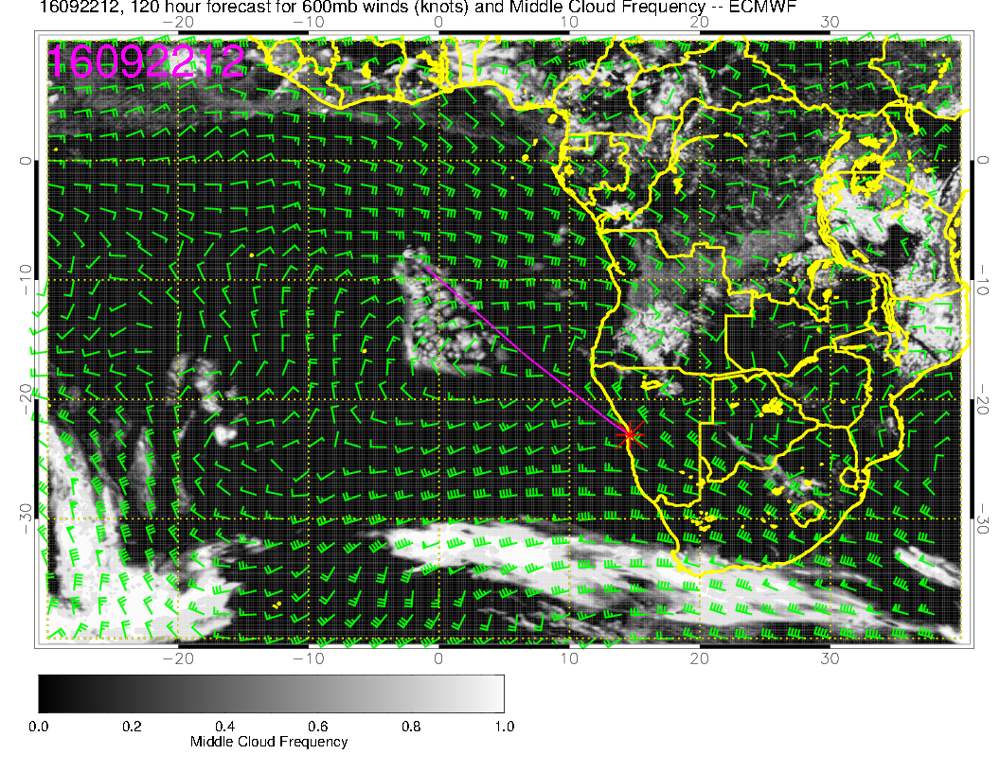 16092212, 120 hour forecast for 600mb winds (knots) and Middle Cloud Frequency -- ECMWF
−20 −10 0 10 20 30
16092212
0 0
−10 −10
−20 −20
−30 −30
−20 −10 0 10 20 30
0.0 0.2 0.4 0.6 0.8 1.0
Middle Cloud Frequency